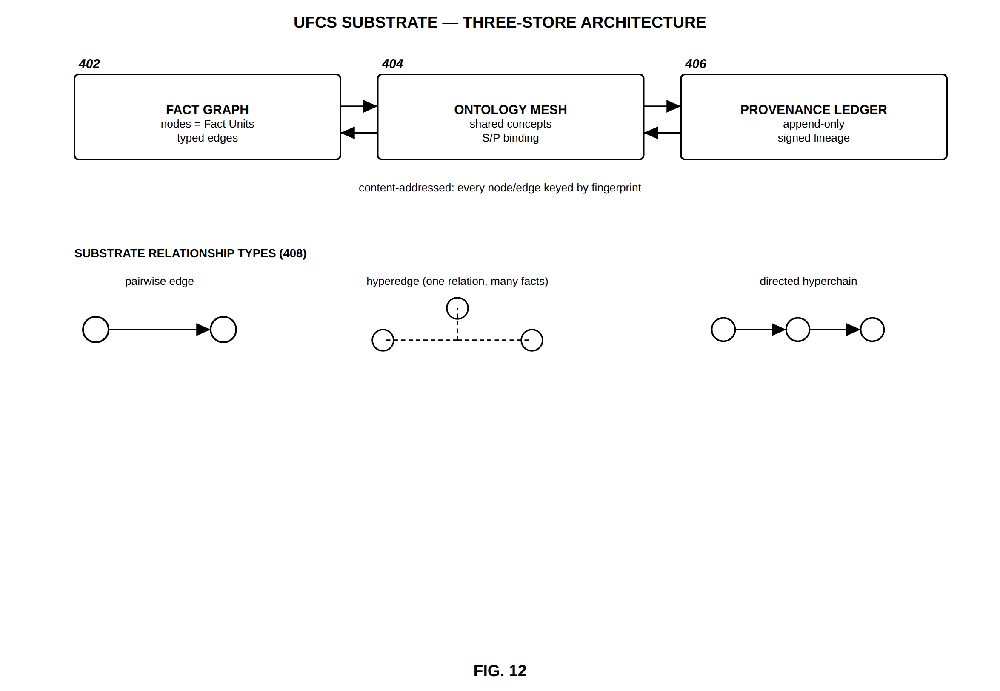 UFCS SUBSTRATE — THREE-STORE ARCHITECTURE
402
404
406
FACT GRAPH
nodes = Fact Units
typed edges
ONTOLOGY MESH
shared concepts
S/P binding
PROVENANCE LEDGER
append-only
signed lineage
content-addressed: every node/edge keyed by fingerprint
SUBSTRATE RELATIONSHIP TYPES (408)
pairwise edge
hyperedge (one relation, many facts)
directed hyperchain
FIG. 12